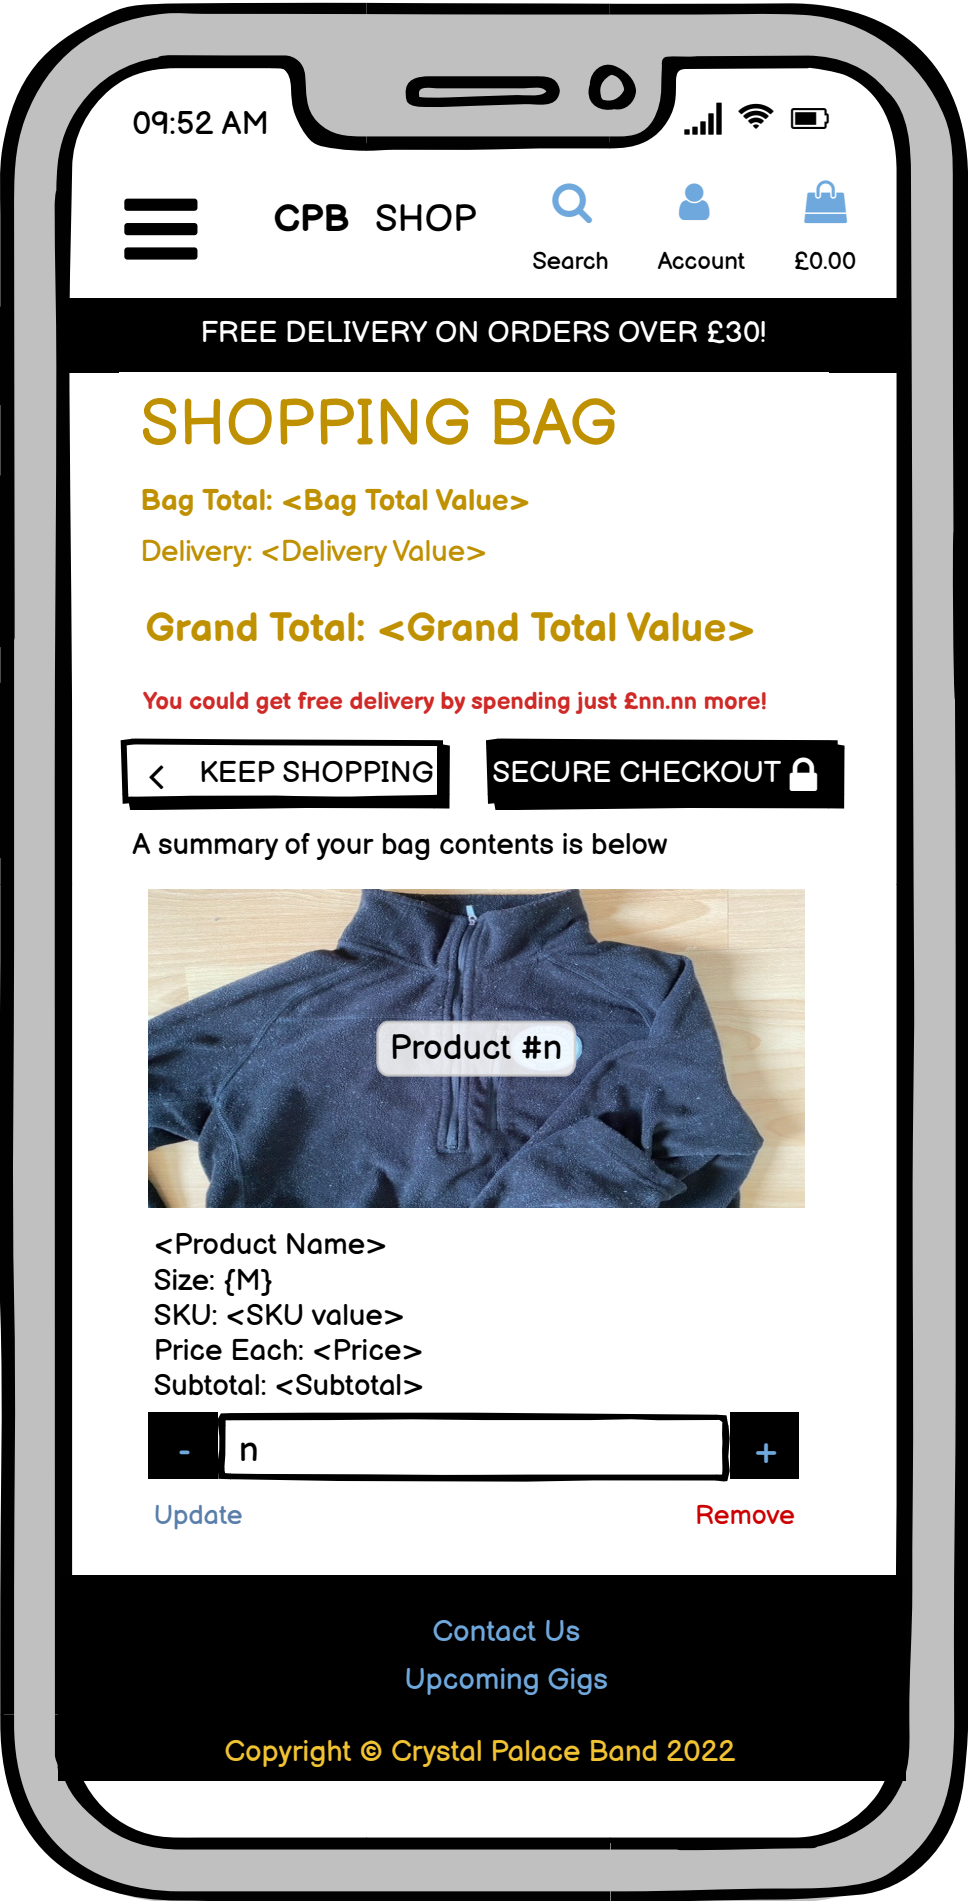 09:52 AM
CPB SHOP
Search Account £0.00
FREE DELIVERY ON ORDERS OVER £30!
SHOPPING BAG
Bag Total: <Bag Total Value>
Delivery: <Delivery Value>
Grand Total: <Grand Total Value>
You could get free delivery by spending just £nn.nn more!
KEEP SHOPPING SECURE CHECKOUT
A summary of your bag contents is below
Product #n
<Product Name>
Size: {M}
SKU: <SKU value>
Price Each: <Price>
Subtotal: <Subtotal>
- n +
Update Remove
Contact Us
Upcoming Gigs
Copyright © Crystal Palace Band 2022